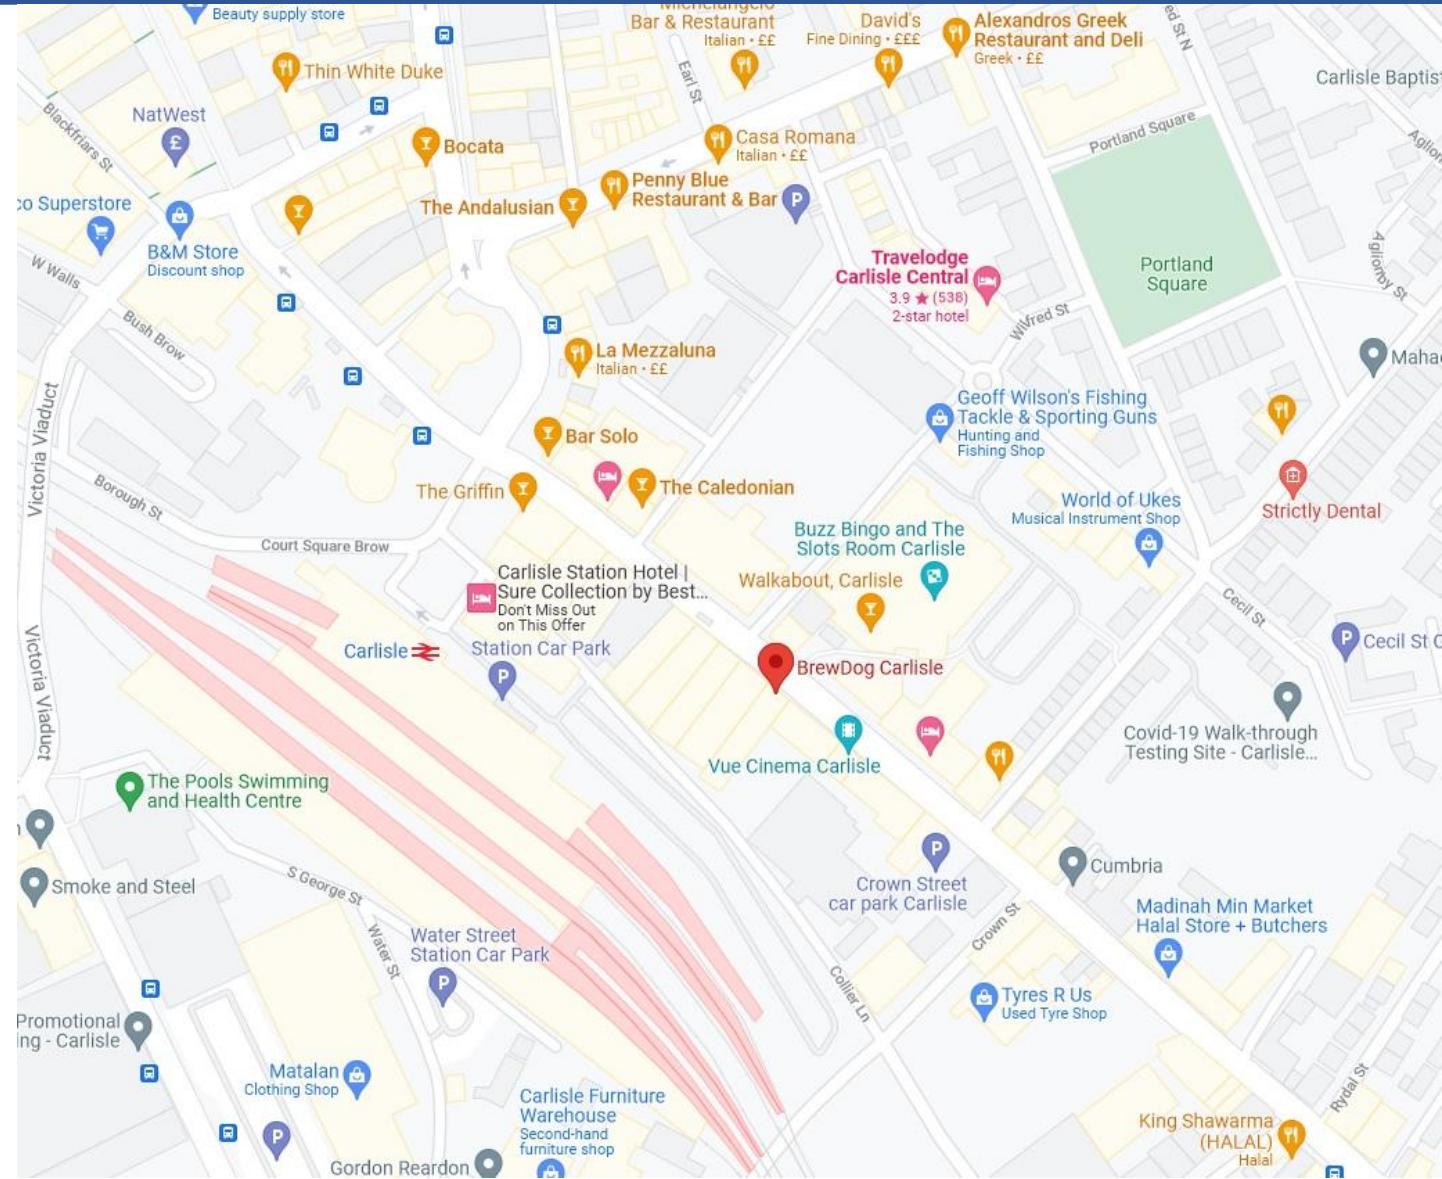 Beauty supply store
Michelangelo
Bar & Restaurant
Italian • ££
David's
Fine Dining • £££
Alexandros Greek
Restaurant and Deli
Greek • ££
ed St N
Carlisle Baptis
Thin White Duke
Earl St
NatWest
Blackfriars St
£
Bocata
Casa Romana
Italian • ££
Portland Square
Aglion
co Superstore
The Andalusian
Penny Blue
Restaurant & Bar
P
B&M Store
Discount shop
W Walls
Travelodge
Carlisle Central
3.9 ★ (538)
2-star hotel
Portland
Square
Aglionby St
Bush Brow
Wilfred St
La Mezzaluna
Italian • ££
Maha
Victoria Viaduct
Geoff Wilson's Fishing
Tackle & Sporting Guns
Hunting and
Fishing Shop
Bar Solo
Borough St
The Griffin
The Caledonian
World of Ukes
Musical Instrument Shop
Strictly Dental
Court Square Brow
Buzz Bingo and The
Slots Room Carlisle
Carlisle Station Hotel |
Sure Collection by Best...
Don't Miss Out
on This Offer
Walkabout, Carlisle
Cecil St
Carlisle
Station Car Park
P
P
Cecil St C
Victoria Viaduct
BrewDog Carlisle
Covid-19 Walk-through
Testing Site - Carlisle...
Vue Cinema Carlisle
The Pools Swimming
and Health Centre
n
Smoke and Steel
S George St
P
Crown Street
car park Carlisle
Cumbria
Madinah Min Market
Halal Store + Butchers
Crown St
Water Street
Station Car Park
P
Water St
Collier Ln
Tyres R Us
Used Tyre Shop
Promotional
ing - Carlisle
Matalan
Clothing Shop
Carlisle Furniture
Warehouse
Second-hand
furniture shop
Rydal St
P
King Shawarma
(HALAL)
Halal
Gordon Reardon